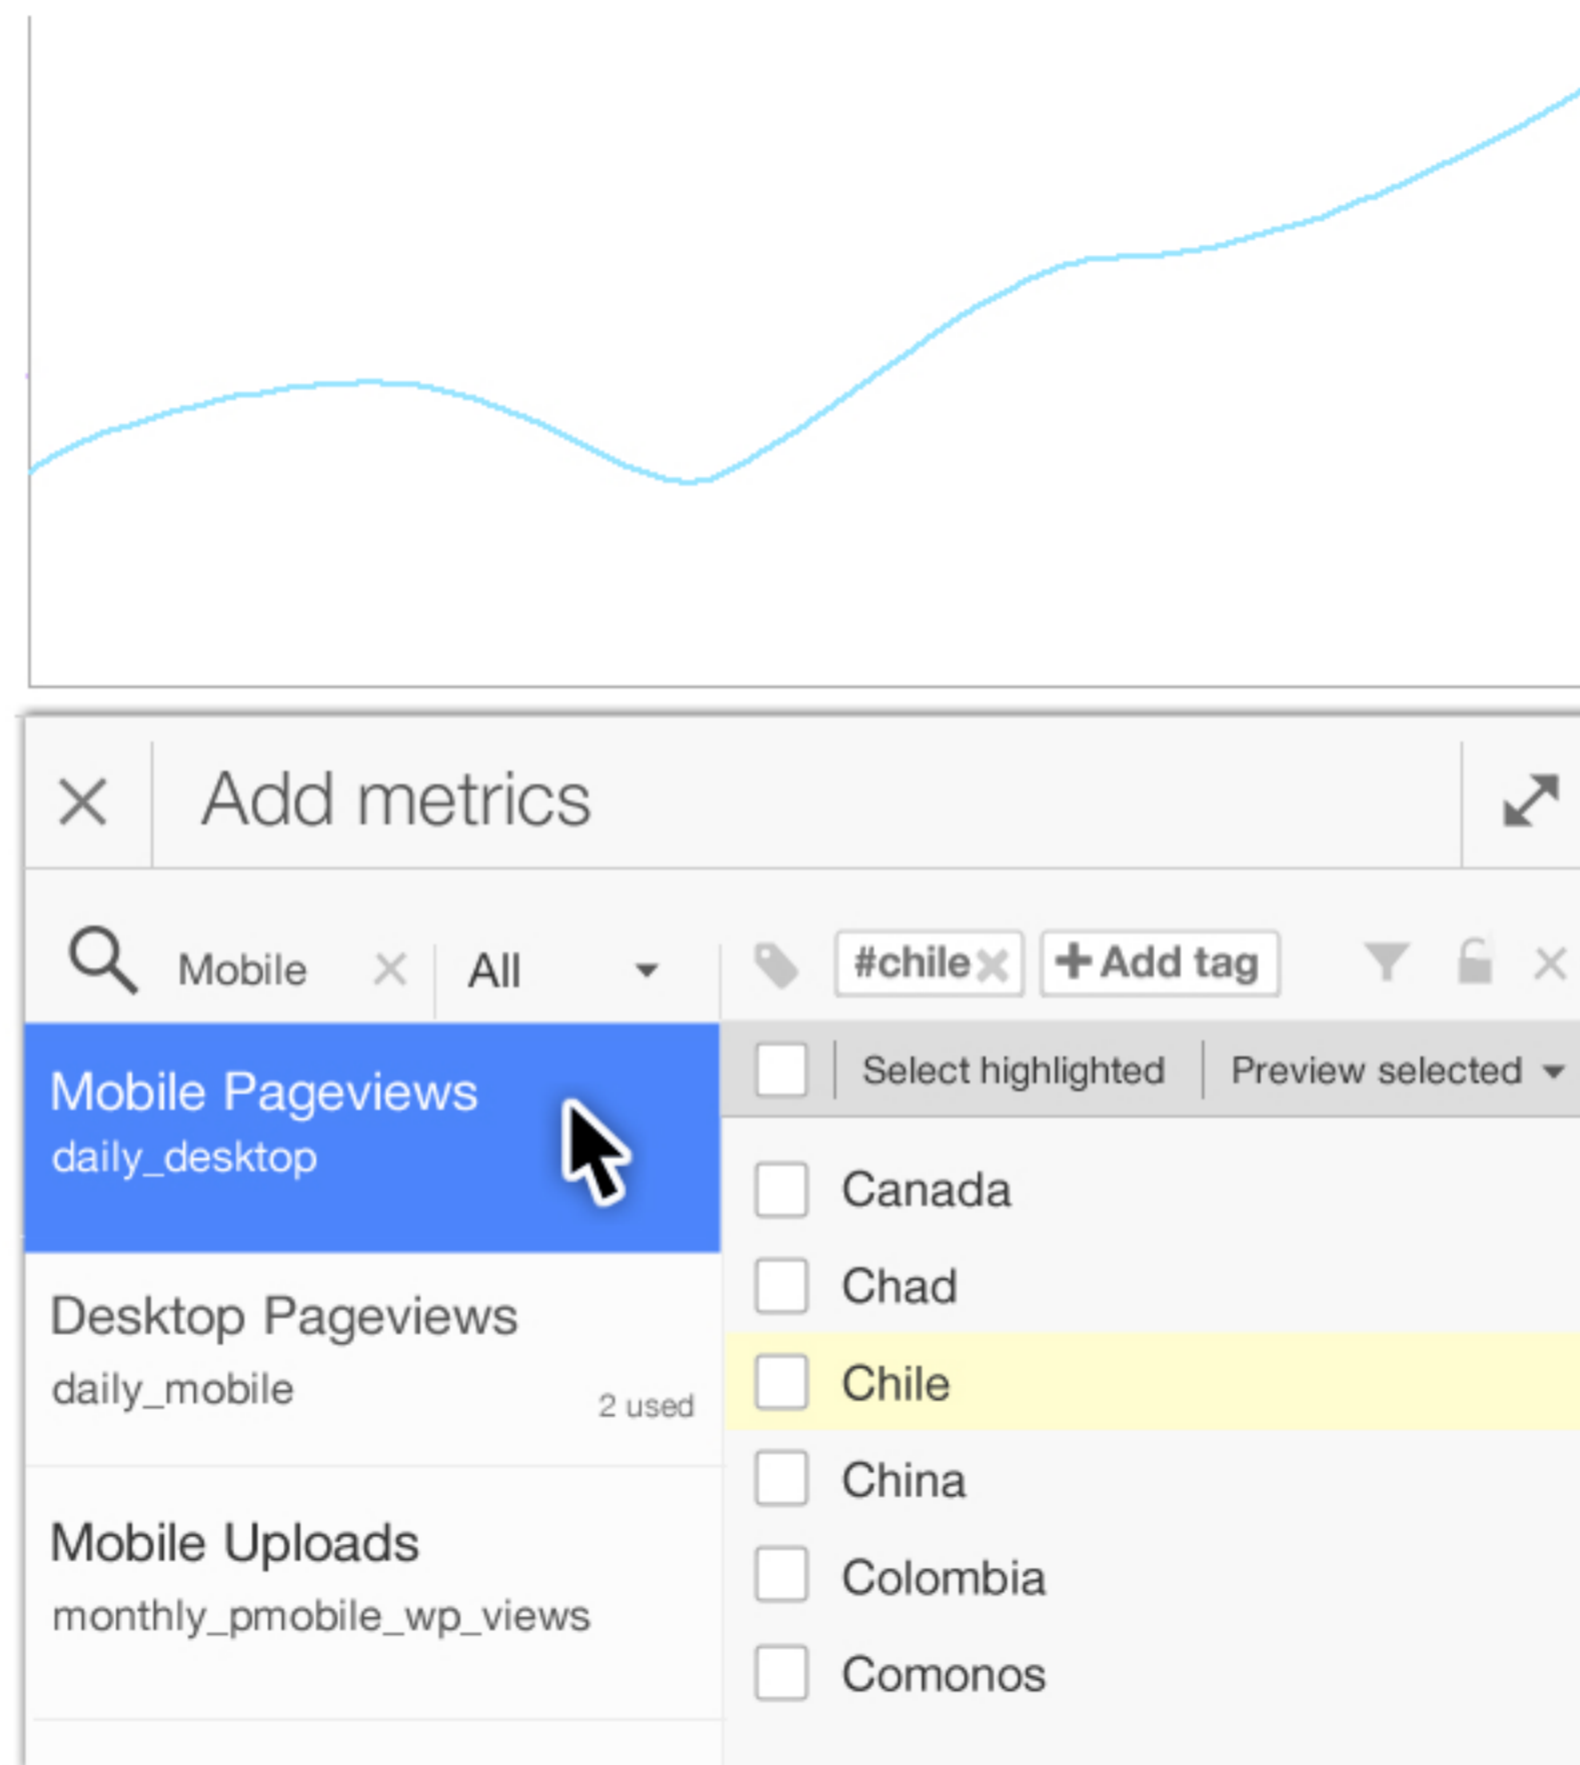 Add metrics
Mobile
All
#chile
Add tag
Mobile Pageviews
daily_desktop
Desktop Pageviews
daily_mobile
2 used
Mobile Uploads
monthly_pmobile_wp_views
Select highlighted
Preview selected
Canada
Chad
Chile
China
Colombia
Comonos